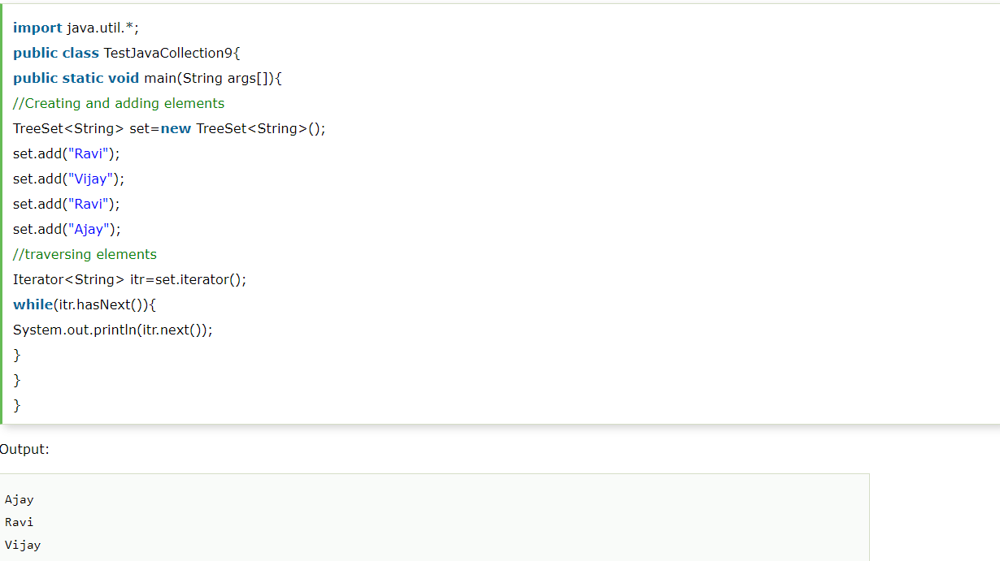 import java.util.*;
public class TestJavaCollection9{
public static void main(String args[]){
//Creating and adding elements
TreeSet<String> set=new TreeSet<String>();
set.add("Ravi");
set.add("Vijay");
set.add("Ravi");
set.add("Ajay");
//traversing elements
Iterator<String> itr=set.iterator();
while(itr.hasNext()){
System.out.println(itr.next());
}
}
}
Output:
Ajay
Ravi
Vijay